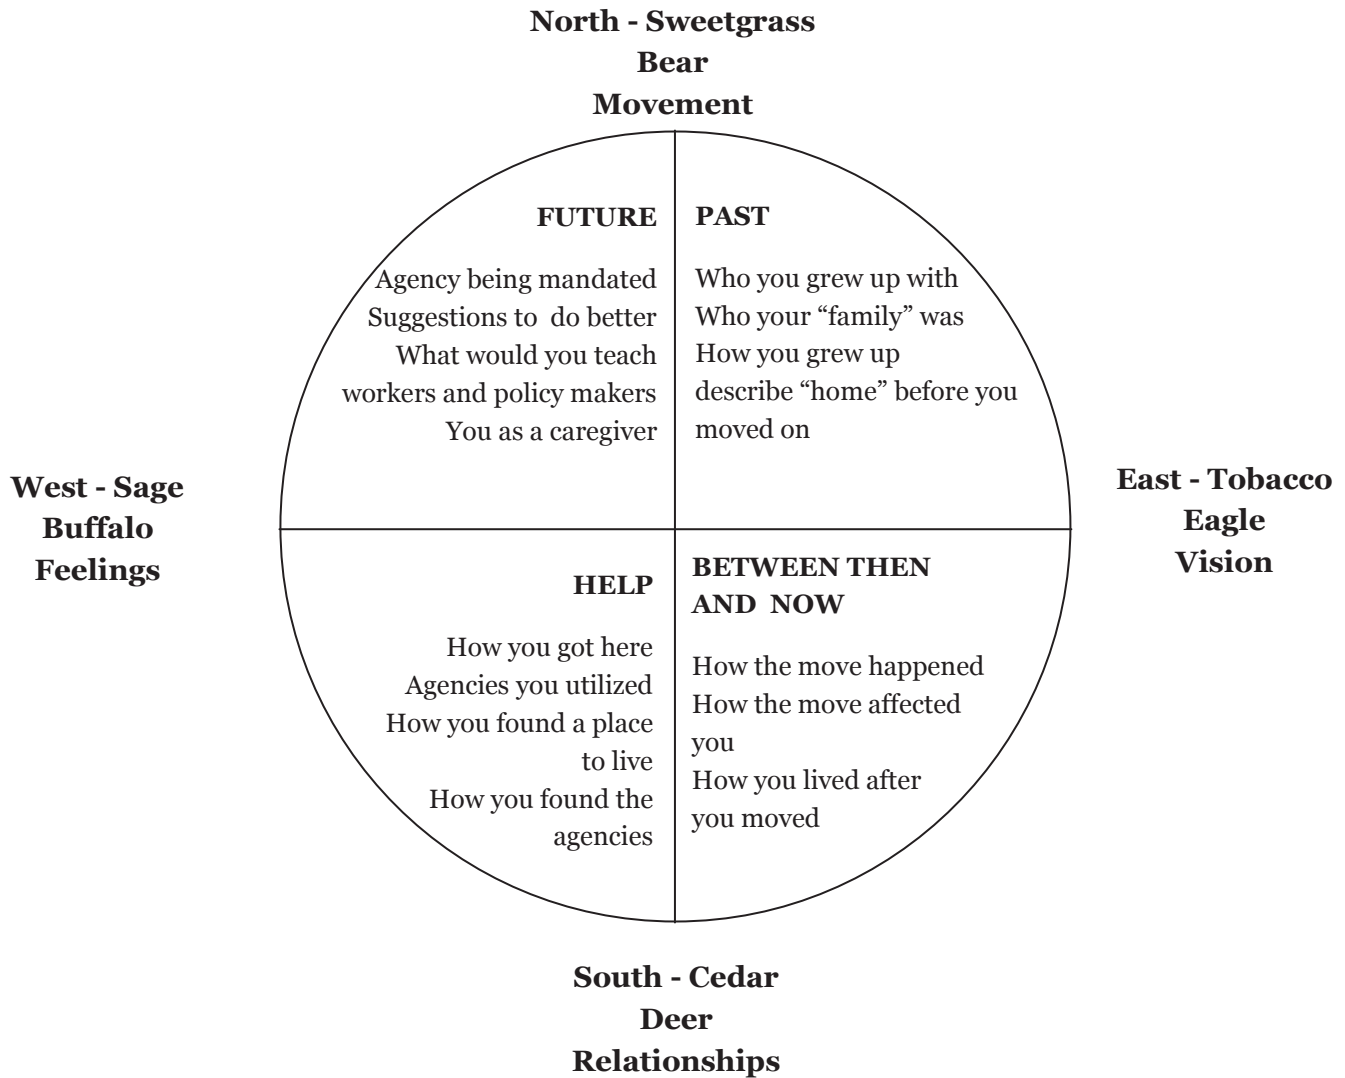 North - Sweetgrass
Bear
Movement
FUTURE
Agency being mandated
Suggestions to  do better
What would you teach
workers and policy makers
You as a caregiver
PAST
Who you grew up with
Who your “family” was
How you grew up
describe “home” before you
moved on
West - Sage
Buffalo
Feelings
East - Tobacco
Eagle
Vision
HELP
How you got here
Agencies you utilized
How you found a place
to live
How you found the
agencies
BETWEEN THEN
AND  NOW
How the move happened
How the move affected
you
How you lived after
you moved
South - Cedar
Deer
Relationships